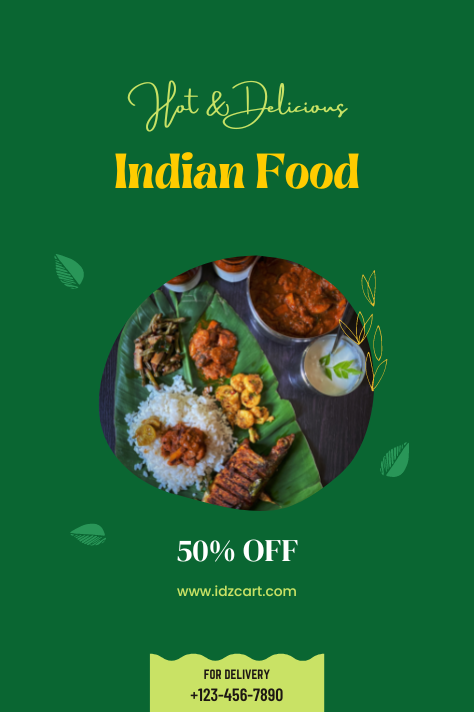 Hot & Delicious
Indian Food
50% OFF
www.idzcart.com
FOR DELIVERY
+123-456-7890